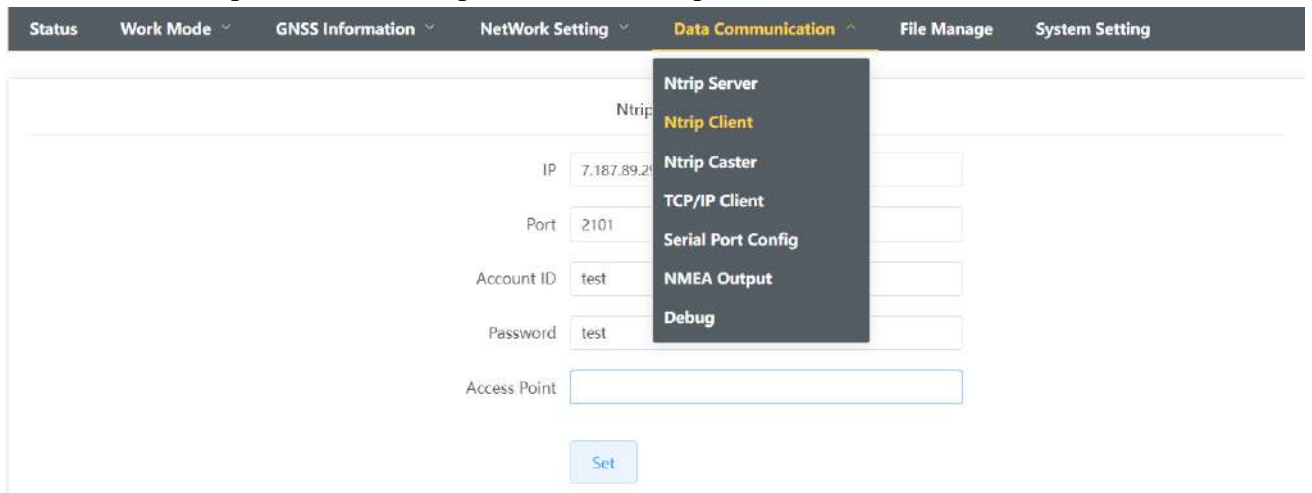 Status Work Mode GNSS Information NetWork Setting Data Communication File Manage System Setting
Ntrip Server
Ntrip Client
Ntrip Caster
TCP/IP Client
Serial Port Config
NMEA Output
Debug
Ntrip
IP 7.187.89.2
Port 2101
Account ID test
Password test
Access Point
Set